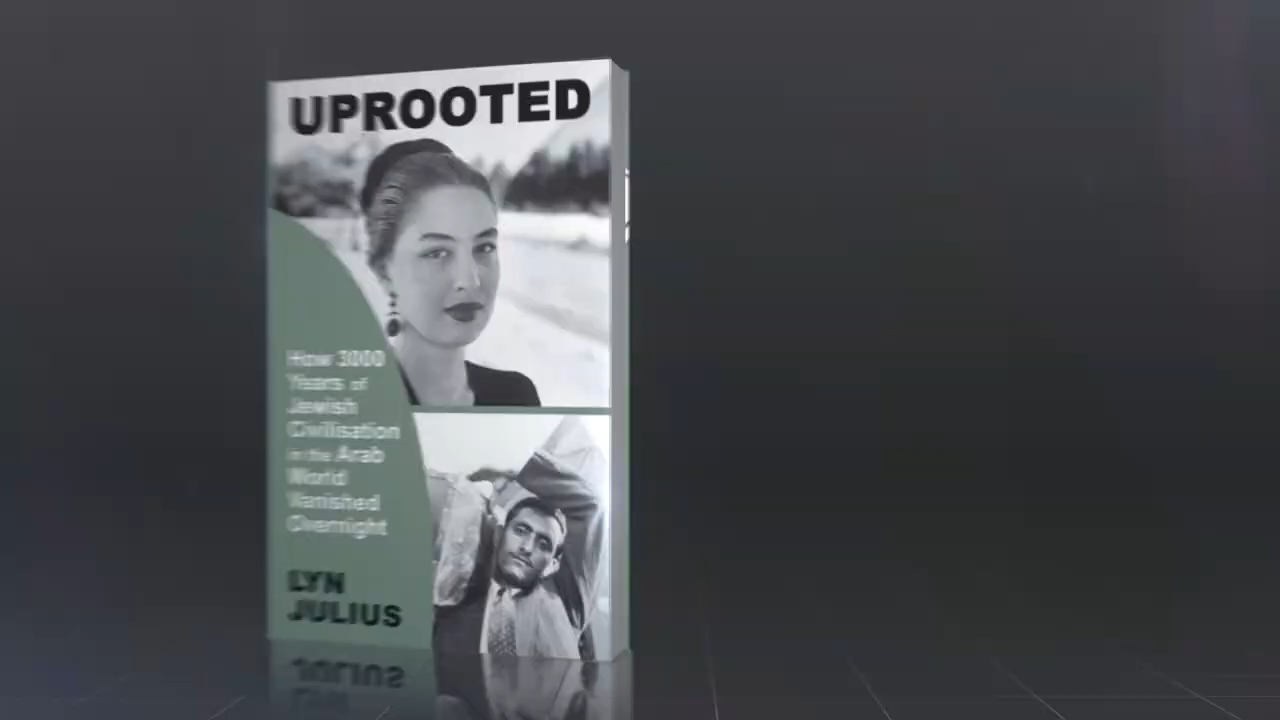 UPROOTED
How 3000
Years of
Jewish
Civilisation
in the Arab
World
Vanished
Overnight
LYN
JULIUS